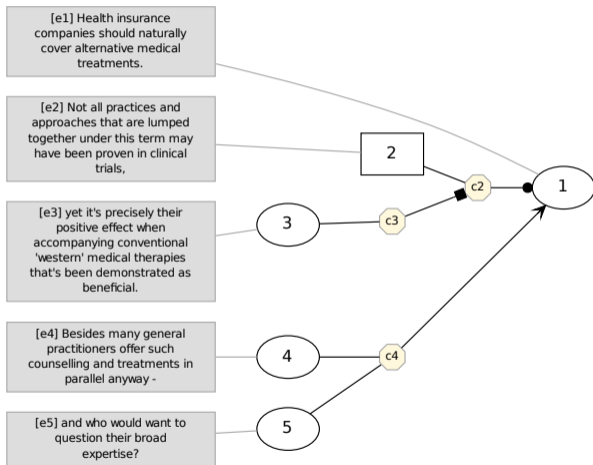 [e1] Health insurance
companies should naturally
cover alternative medical
treatments.
[e2] Not all practices and
approaches that are lumped
together under this term may
have been proven in clinical
trials,
2
c2
1
[e3] yet it's precisely their
positive effect when
accompanying conventional
'western' medical therapies
that's been demonstrated as
beneficial.
3
c3
[e4] Besides many general
practitioners offer such
counselling and treatments in
parallel anyway -
4
c4
[e5] and who would want to
question their broad
expertise?
5